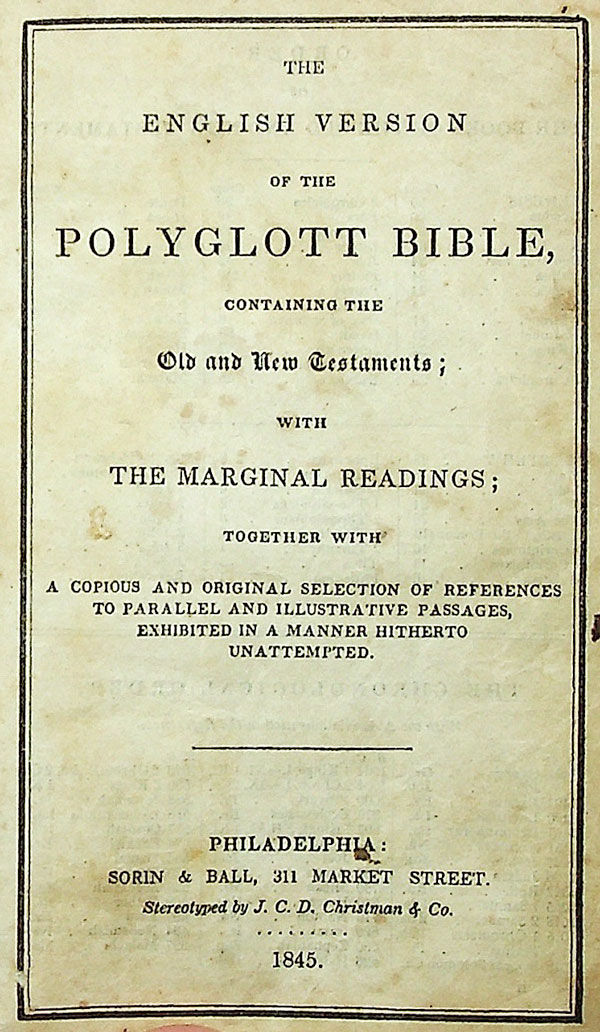 THE
ENGLISH VERSION
OF THE
POLYGLOTT BIBLE,
CONTAINING THE
Old and New Testaments;
WITH
THE MARGINAL READINGS;
TOGETHER WITH
A COPIOUS AND ORIGINAL SELECTION OF REFERENCES
TO PARALLEL AND ILLUSTRATIVE PASSAGES,
EXHIBITED IN A MANNER HITHERTO
UNATTEMPTED.
PHILADELPHIA:
SORIN & BALL, 311 MARKET STREET.
Stereotyped by J. C. D. Christman & Co.
.........
1845.